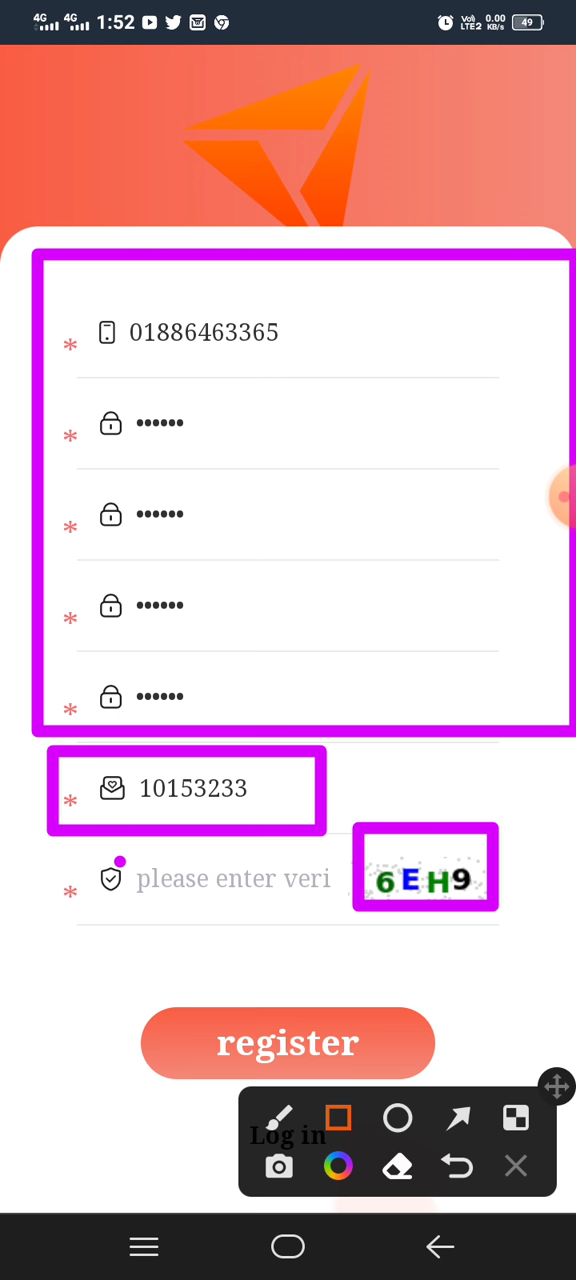 4G 4G 1:52 Vo) LTE2 0.00 KB/s 49
* 01886463365
* ••••••
* ••••••
* ••••••
* ••••••
* 10153233
* please enter veri 6EH9
register
Log in